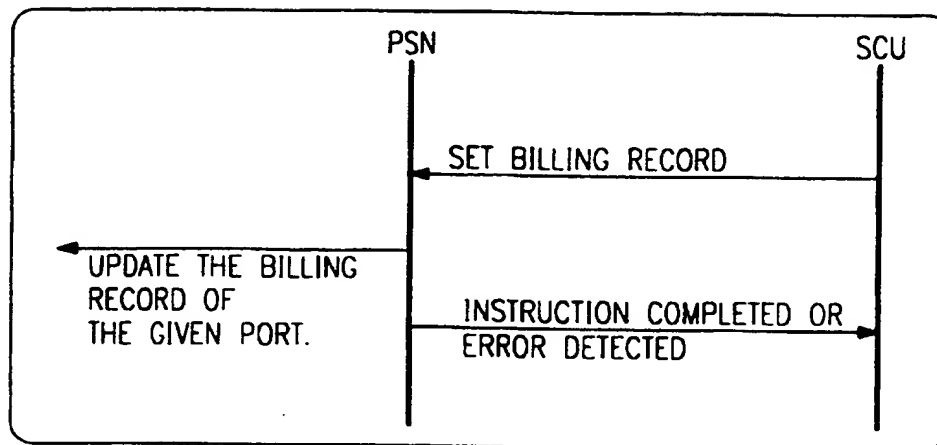 PSN
SCU
SET BILLING RECORD
UPDATE THE BILLING
RECORD OF
THE GIVEN PORT.
INSTRUCTION COMPLETED OR
ERROR DETECTED